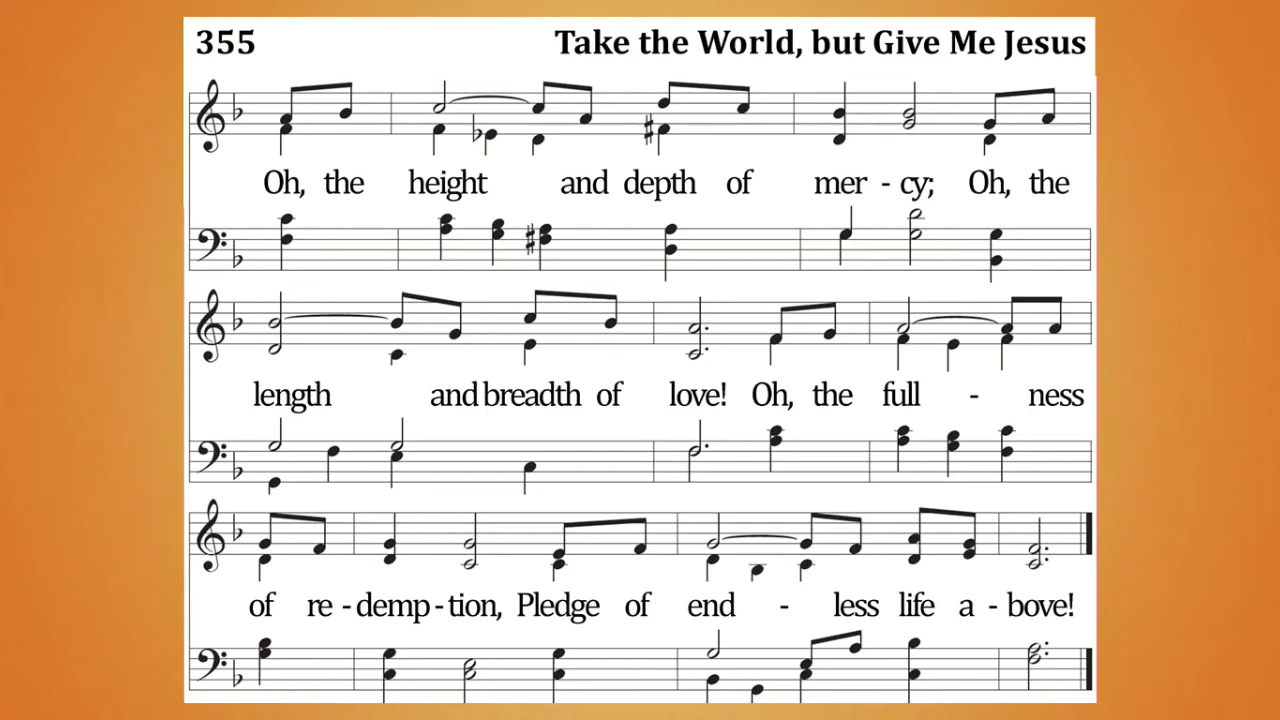 355 Take the World, but Give Me Jesus
Oh, the height and depth of mer - cy; Oh, the
length and breadth of love! Oh, the full - ness
of re - demp - tion, Pledge of end - less life a - bove!